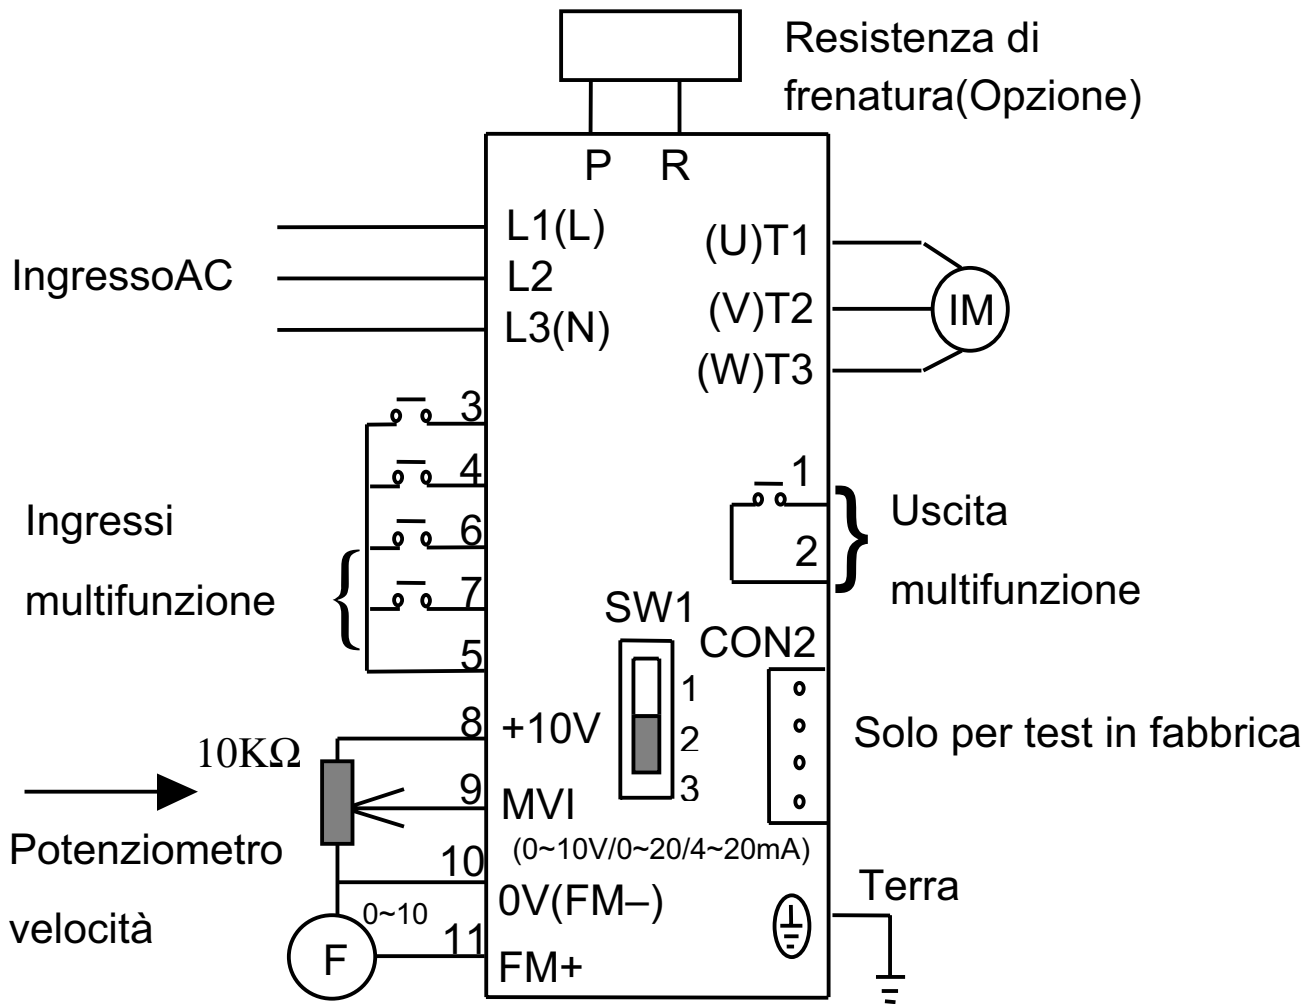 Resistenza di
frenatura(Opzione)
P R
L1(L)
(U)T1
IngressoAC
L2
(V)T2
IM
L3(N)
(W)T3
3
4
1
Ingressi
6
Uscita
2
multifunzione
7
multifunzione
SW1
5
CON2
1
8
+10V
2
Solo per test in fabbrica
10KΩ
3
9
MVI
Potenziometro
(0~10V/0~20/4~20mA)
10
Terra
0V(FM–)
velocità
0~10
11
F
FM+